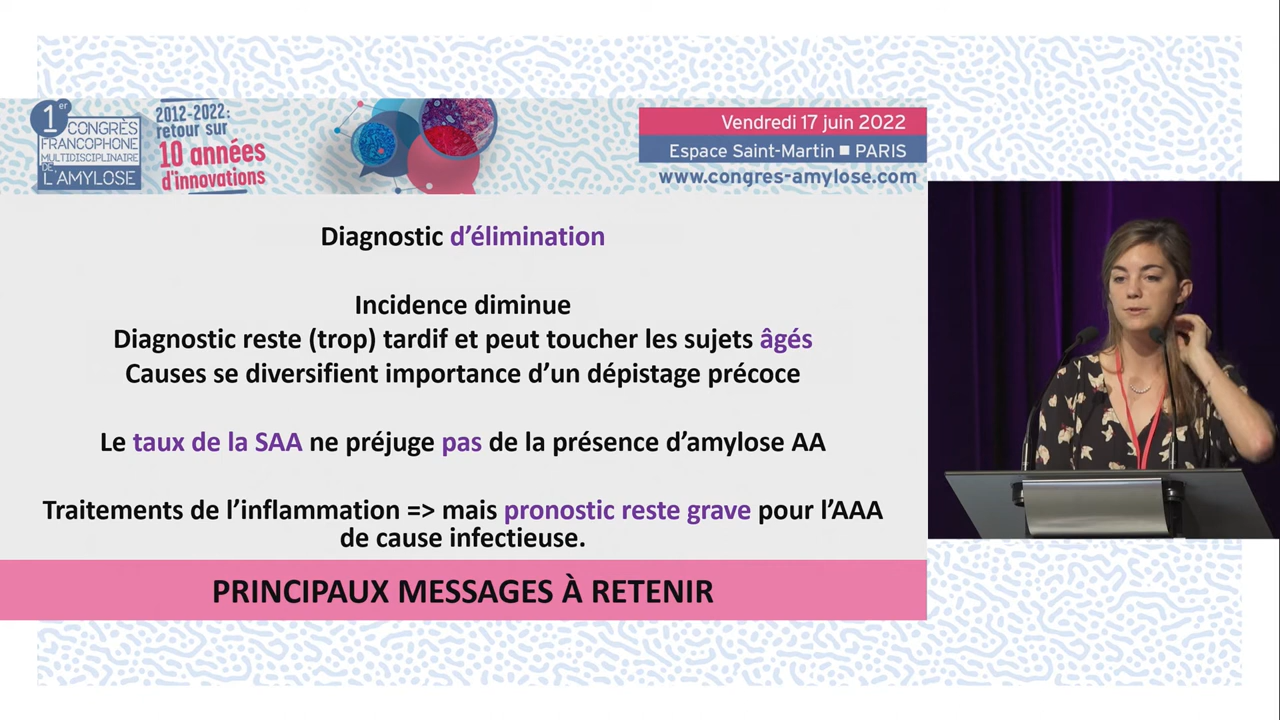 1er
CONGRÈS
FRANCOPHONE
MULTIDISCIPLINAIRE
DE
L'AMYLOSE
2012-2022:
retour sur
10 années
d'innovations
Vendredi 17 juin 2022
Espace Saint-Martin ■ PARIS
www.congres-amylose.com
Diagnostic d’élimination
Incidence diminue
Diagnostic reste (trop) tardif et peut toucher les sujets âgés
Causes se diversifient importance d’un dépistage précoce
Le taux de la SAA ne préjuge pas de la présence d’amylose AA
Traitements de l’inflammation => mais pronostic reste grave pour l’AAA
de cause infectieuse.
PRINCIPAUX MESSAGES À RETENIR